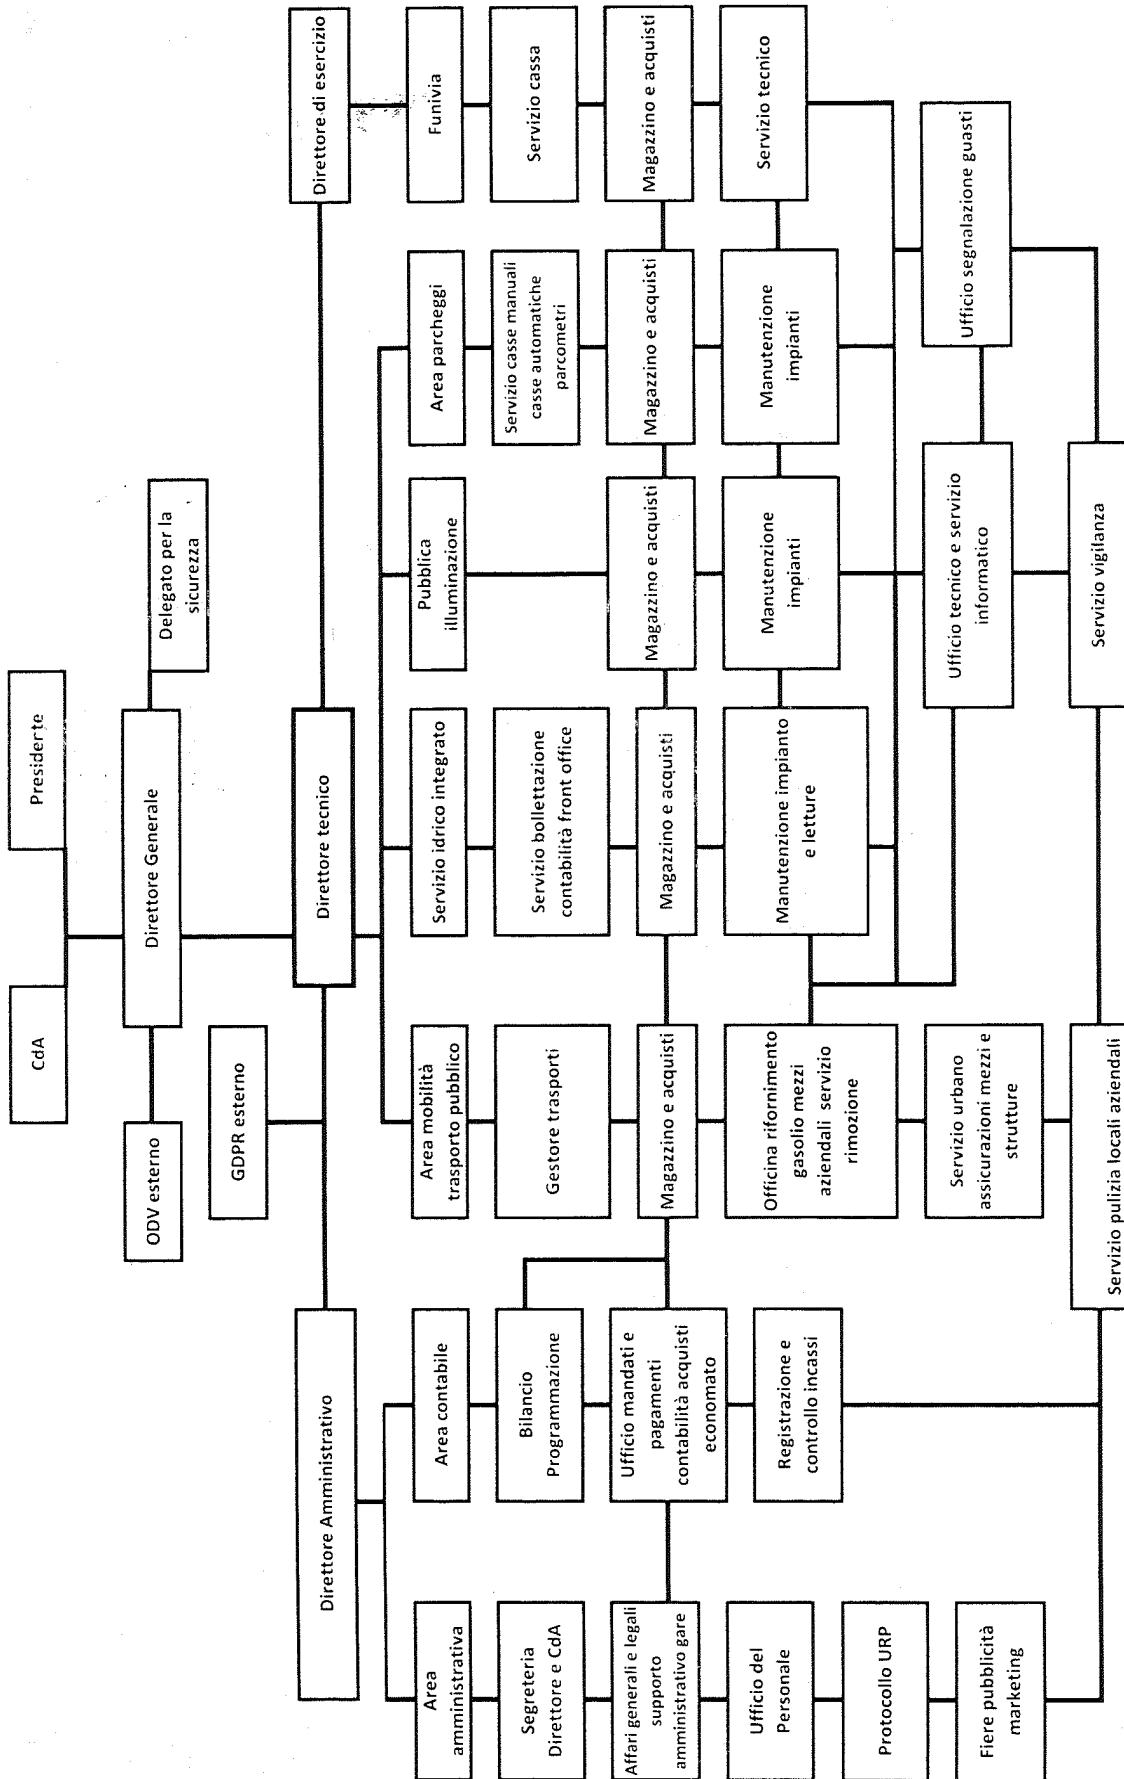 CdA
Presiderte
Direttore Generale
ODV esterno
Delegato per la
sicurezza
GDPR esterno
Direttore Amministrativo
Direttore tecnico
Direttore di esercizio
Area
amministrativa
Area contabile
Area mobilità
trasporto pubblico
Servizio idrico integrato
Pubblica
illuminazione
Area parcheggi
Funivia
Segreteria
Direttore e CdA
Bilancio
Programmazione
Gestore trasporti
Servizio bollettazione
contabilità front office
Servizio casse manuali
casse automatiche
parcometri
Servizio cassa
Affari generali e legali
supporto
amministrativo gare
Ufficio mandati e
pagamenti
contabilità acquisti
economato
Magazzino e acquisti
Magazzino e acquisti
Magazzino e acquisti
Magazzino e acquisti
Magazzino e acquisti
Ufficio del
Personale
Registrazione e
controllo incassi
Officina rifornimento
gasolio mezzi
aziendali servizio
rimozione
Manutenzione impianto
e letture
Manutenzione
impianti
Manutenzione
impianti
Servizio tecnico
Protocollo URP
Servizio urbano
assicurazioni mezzi e
strutture
Ufficio tecnico e servizio
informatico
Ufficio segnalazione guasti
Fiere pubblicità
marketing
Servizio pulizia locali aziendali
Servizio vigilanza